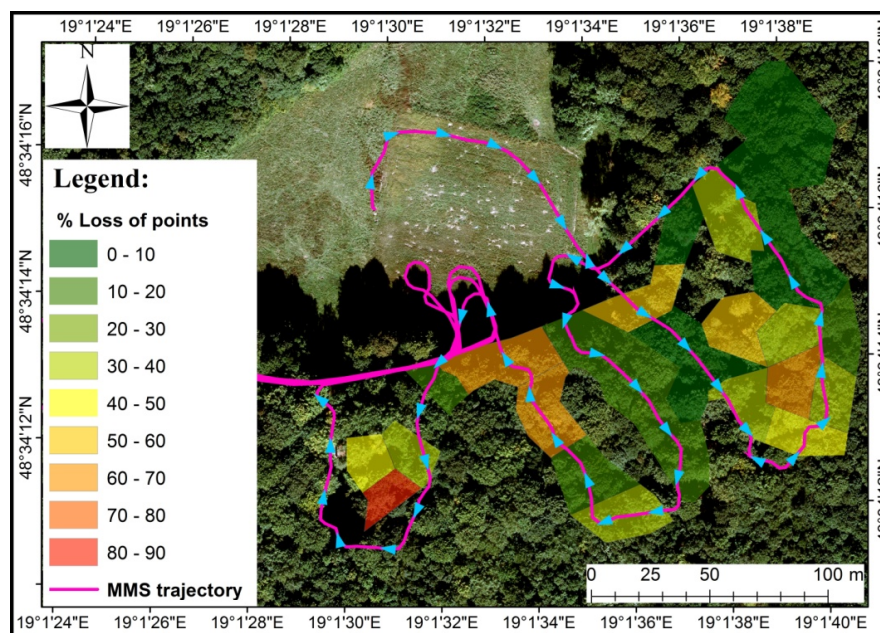 19°1'24"E 19°1'26"E 19°1'28"E 19°1'30"E 19°1'32"E 19°1'34"E 19°1'36"E 19°1'38"E
N
48°34'16"N
48°34'14"N
48°34'12"N
Legend:
% Loss of points
0 - 10
10 - 20
20 - 30
30 - 40
40 - 50
50 - 60
60 - 70
70 - 80
80 - 90
MMS trajectory
0 25 50 100 m
19°1'24"E 19°1'26"E 19°1'28"E 19°1'30"E 19°1'32"E 19°1'34"E 19°1'36"E 19°1'38"E 19°1'40"E